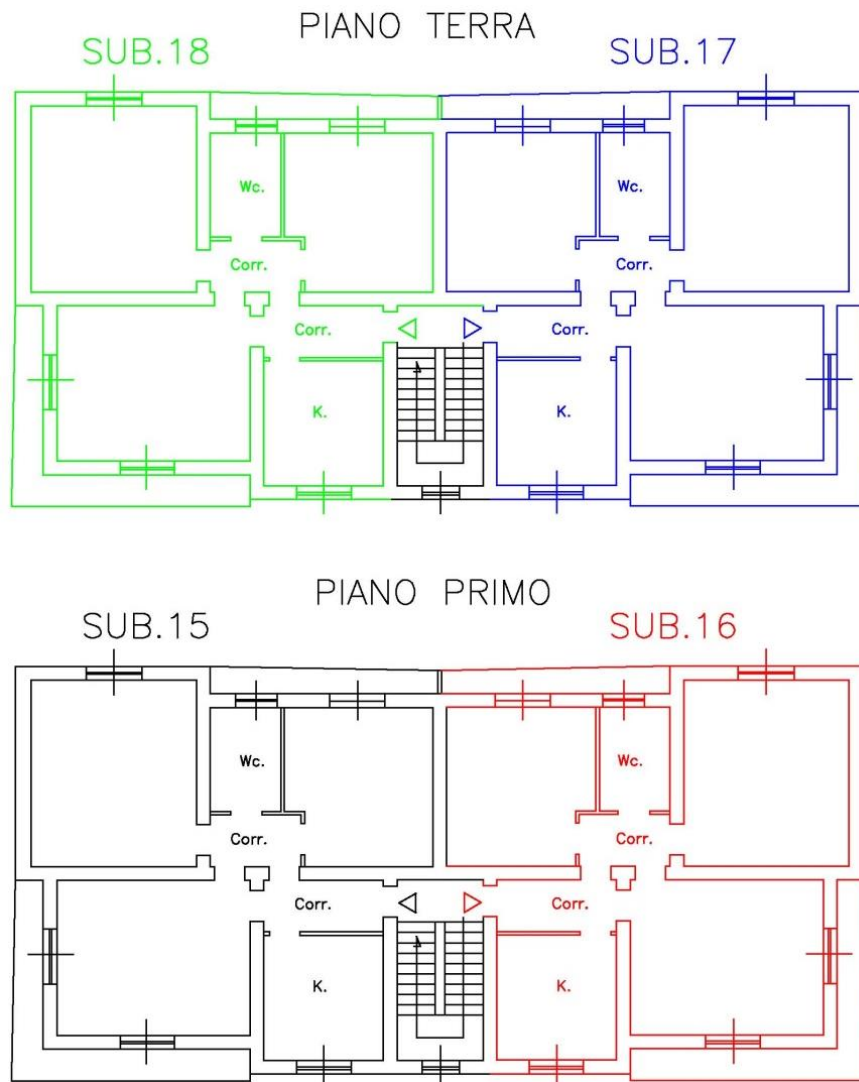 PIANO TERRA
SUB.18 SUB.17
Wc. Wc.
Corr. Corr.
Corr. Corr.
K. K.
PIANO PRIMO
SUB.15 SUB.16
Wc. Wc.
Corr. Corr.
Corr. Corr.
K. K.